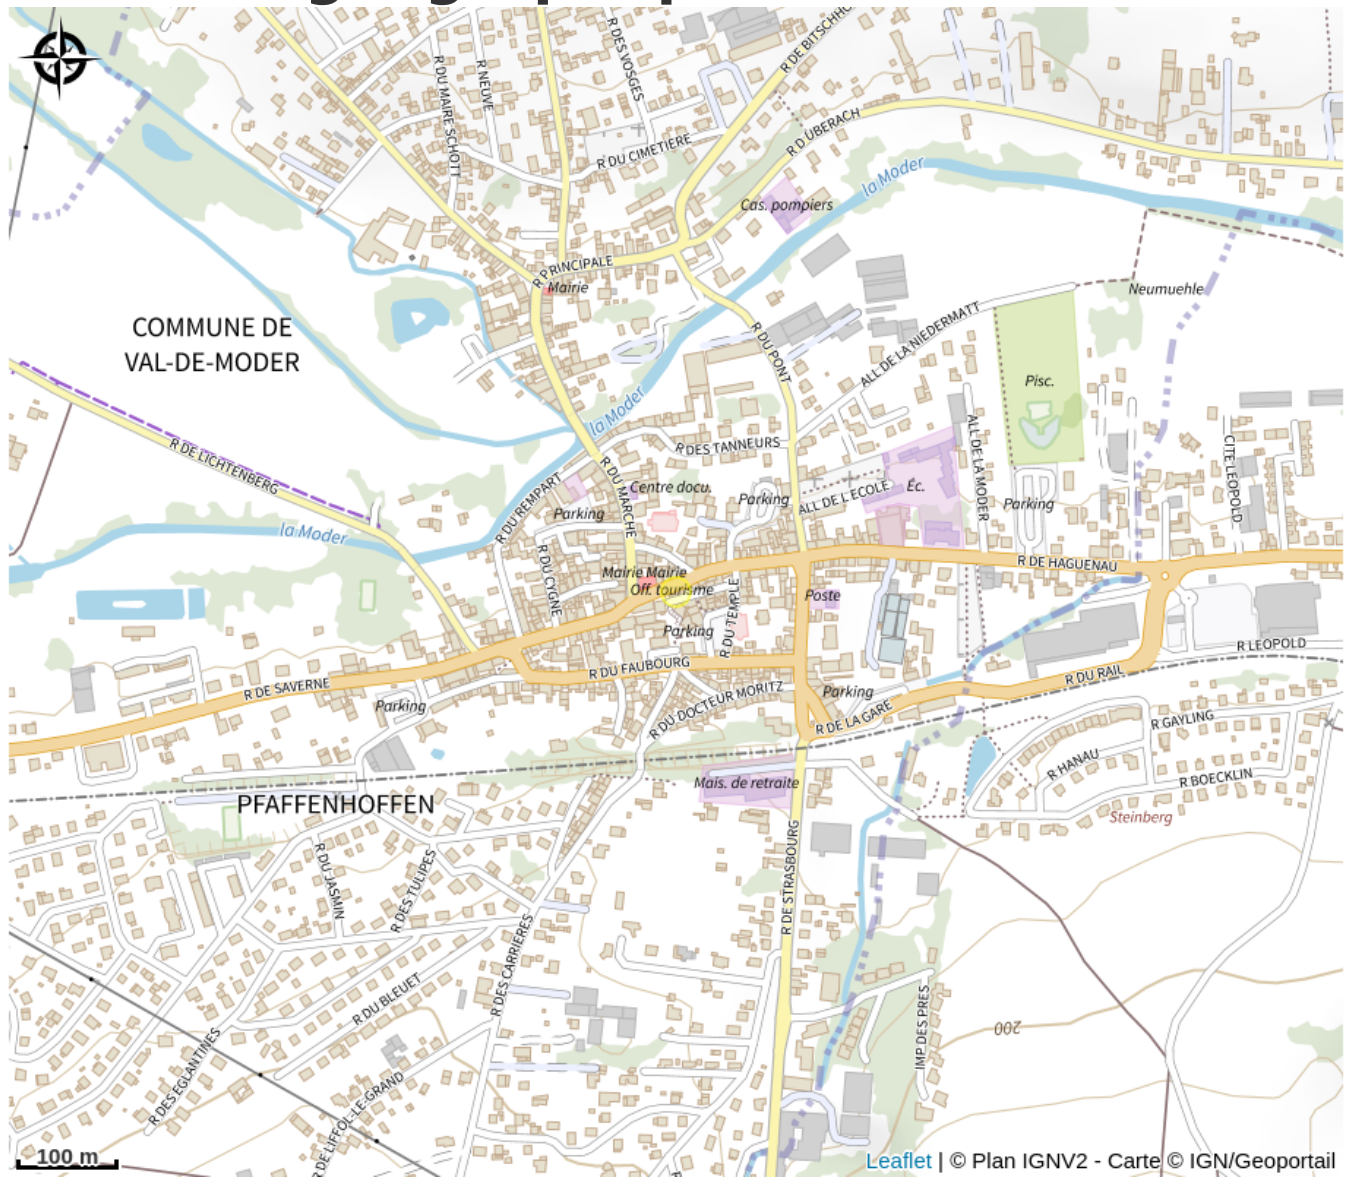 R DES VOSGES
R DE BITSCHHO
R DU MAIRE SCHOTT
R NEUVE
R DU CIMETIERE
R D'UBERACH
la Moder
Cas. pompiers
R PRINCIPALE
Mairie
Neumuehle
COMMUNE DE
VAL-DE-MODER
R DU PONT
ALL DE LA NIEDERMATT
Pisc.
la Moder
R DE LICHTENBERG
R DES TANNEURS
ALL DE LA MODER
CITE LEOPOLD
R DU MARCHE
R DU REMPART
Centre docu.
Parking
Éc.
ALL DE L'ECOLE
Parking
Parking
la Moder
R DU CYGNE
R DE HAGUENAU
Mairie Mairie
Off. tourisme
R DU TEMPLE
Poste
Parking
R LEOPOLD
R DU FAUBOURG
R DE SAVERNE
R DU RAIL
R DU DOCTEUR MORITZ
Parking
Parking
R DE LA GARE
R GAYLING
R HANAU
R BOECKLIN
Mais. de retraite
PFAFFENHOFFEN
Steinberg
R DU JASMIN
R DES TULIPES
R DE STRASBOURG
R DES CARRIERES
R DU BLEUET
IMP DES PRES
200
R DES EGLANTINES
R DE LIFFOL-LE-GRAND
100 m
Leaflet | © Plan IGNV2 - Carte © IGN/Geoportail